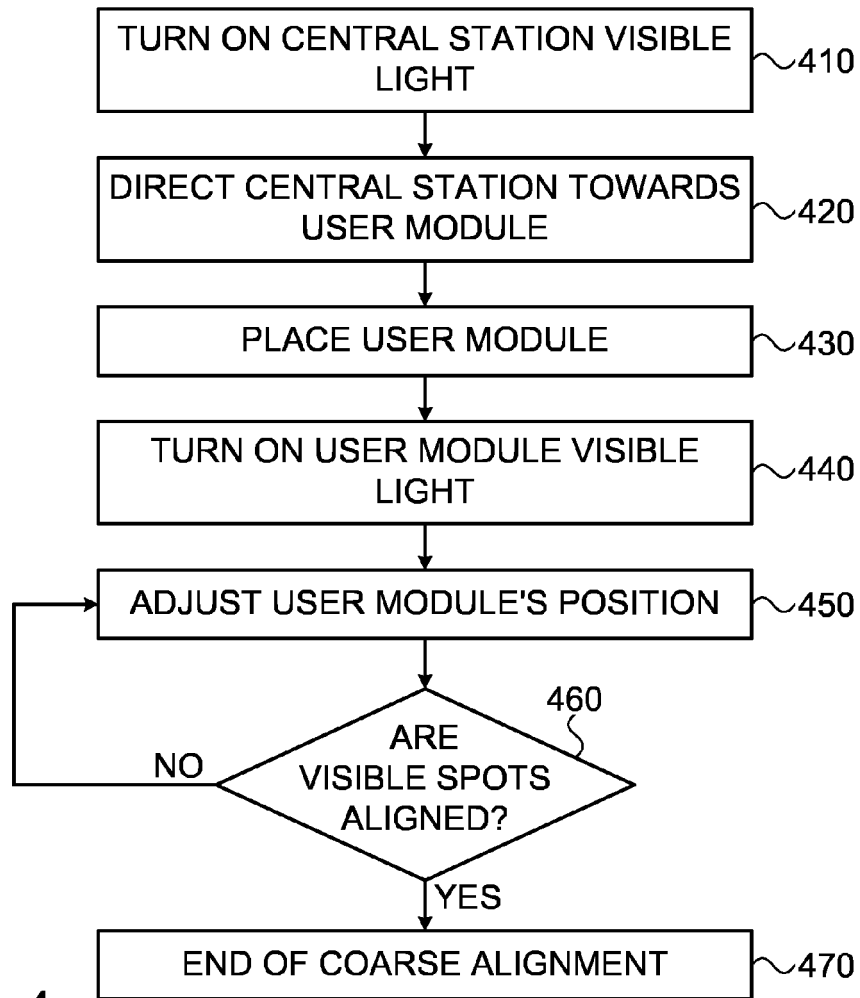 TURN ON CENTRAL STATION VISIBLE
LIGHT
410
DIRECT CENTRAL STATION TOWARDS
USER MODULE
420
PLACE USER MODULE
430
TURN ON USER MODULE VISIBLE
LIGHT
440
ADJUST USER MODULE'S POSITION
450
460
ARE
VISIBLE SPOTS
ALIGNED?
NO
YES
END OF COARSE ALIGNMENT
470